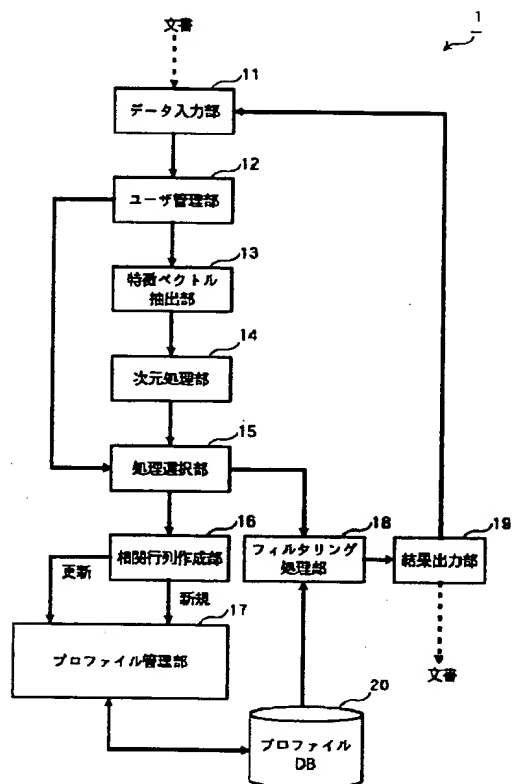 文書
1
11
データ入力部
12
ユーザ管理部
13
特徴ベクトル
抽出部
14
次元処理部
15
処理選択部
16
相関行列作成部
18
フィルタリング
処理部
19
結果出力部
更新
新規
17
プロファイル管理部
文書
20
プロファイル
DB